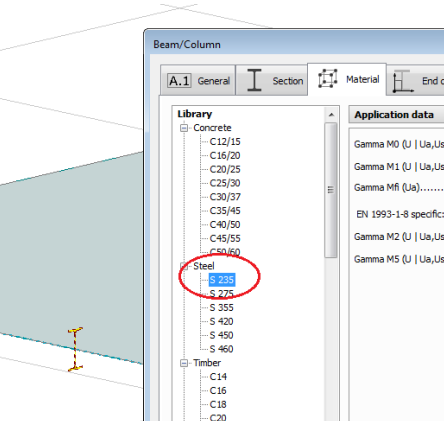 Beam/Column
A.1 General Section Material End c
Library
Concrete
C12/15
C16/20
C20/25
C25/30
C30/37
C35/45
C40/50
C45/55
C50/60
Steel
S 235
S 275
S 355
S 420
S 450
S 460
Timber
C14
C16
C18
C20
Application data
Gamma M0 (U | Ua,Us
Gamma M1 (U | Ua,Us
Gamma Mfi (Ua)......
EN 1993-1-8 specific:
Gamma M2 (U | Ua,Us
Gamma M5 (U | Ua,Us